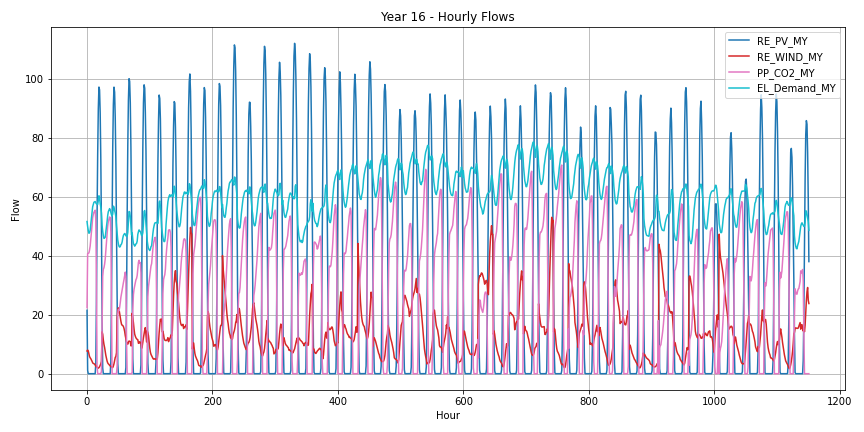 Year 16 - Hourly Flows
RE_PV_MY
RE_WIND_MY
PP_CO2_MY
EL_Demand_MY
100
80
60
40
20
0
Flow
0 200 400 600 800 1000 1200
Hour